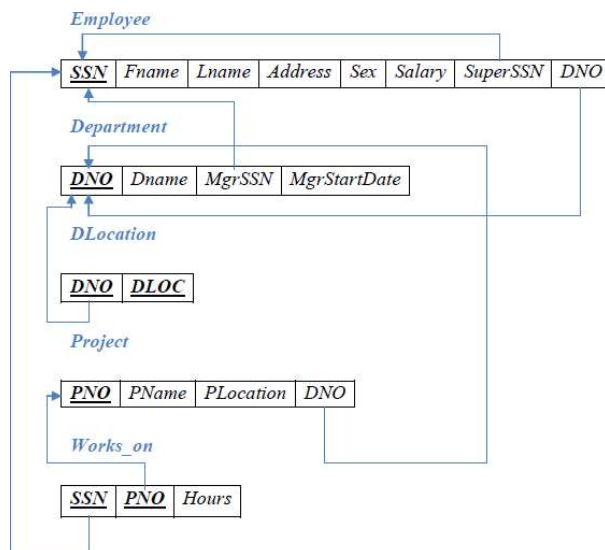 Employee
SSN Fname Lname Address Sex Salary SuperSSN DNO
Department
DNO Dname MgrSSN MgrStartDate
DLocation
DNO DLOC
Project
PNO PName PLocation DNO
Works_on
SSN PNO Hours